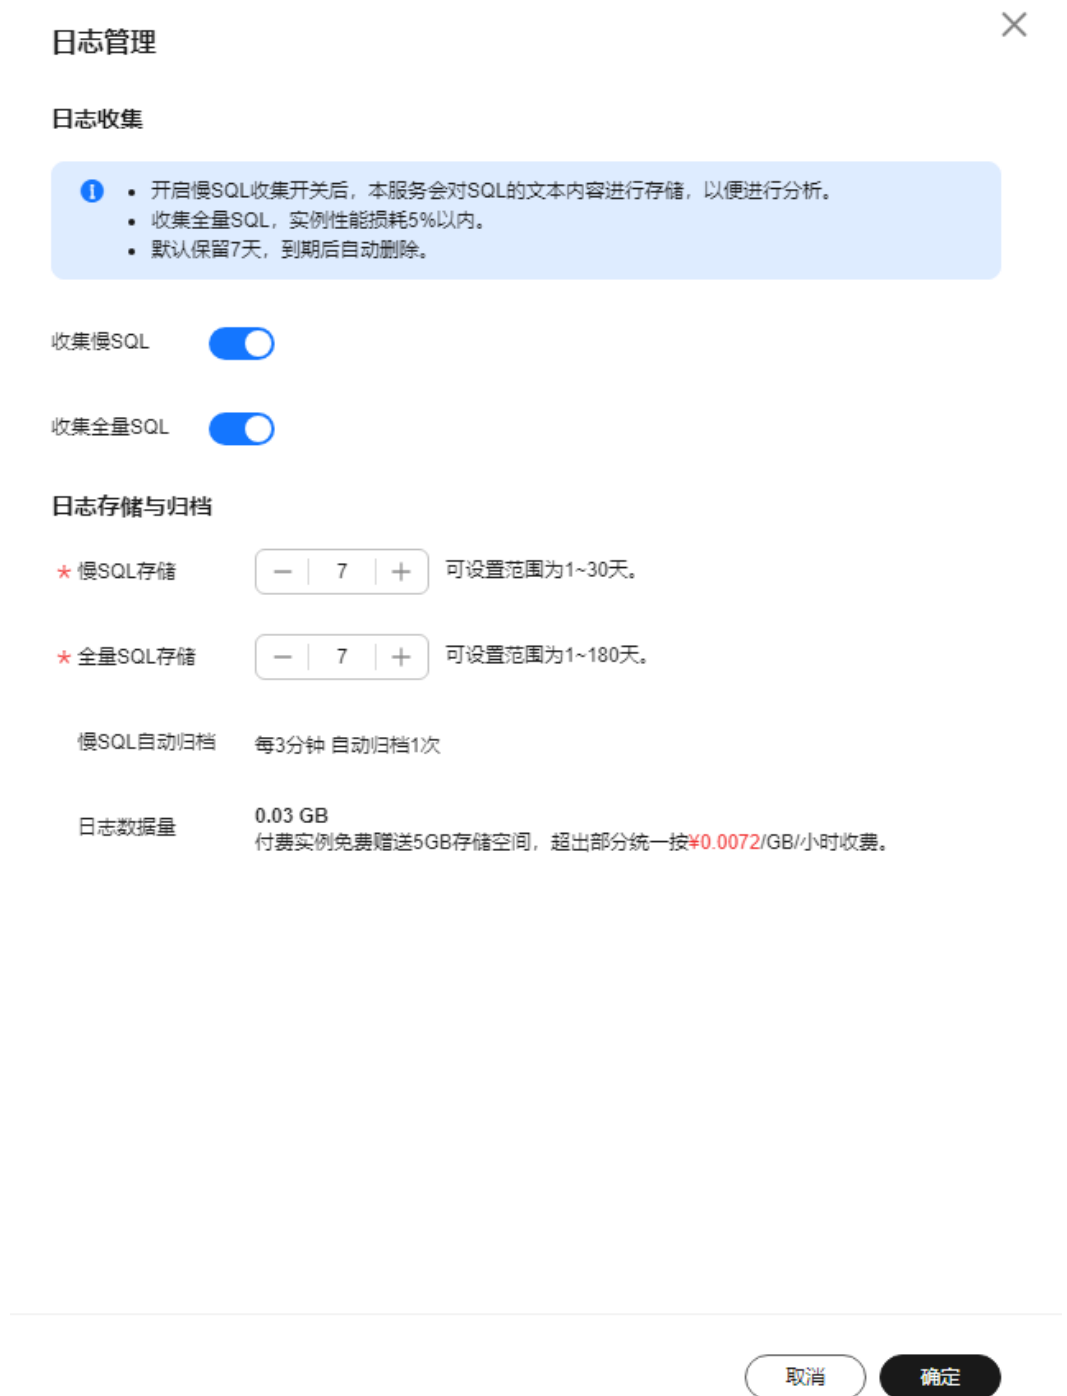 日志管理
日志收集
开启慢SQL收集开关后，本服务会对SQL的文本内容进行存储，以便进行分析。
收集全量SQL，实例性能损耗5%以内。
默认保留7天，到期后自动删除。
收集慢SQL
收集全量SQL
日志存储与归档
* 慢SQL存储 － 7 ＋ 可设置范围为1~30天。
* 全量SQL存储 － 7 ＋ 可设置范围为1~180天。
慢SQL自动归档 每3分钟 自动归档1次
日志数据量 0.03 GB
付费实例免费赠送5GB存储空间，超出部分统一按¥0.0072/GB/小时收费。
取消 确定